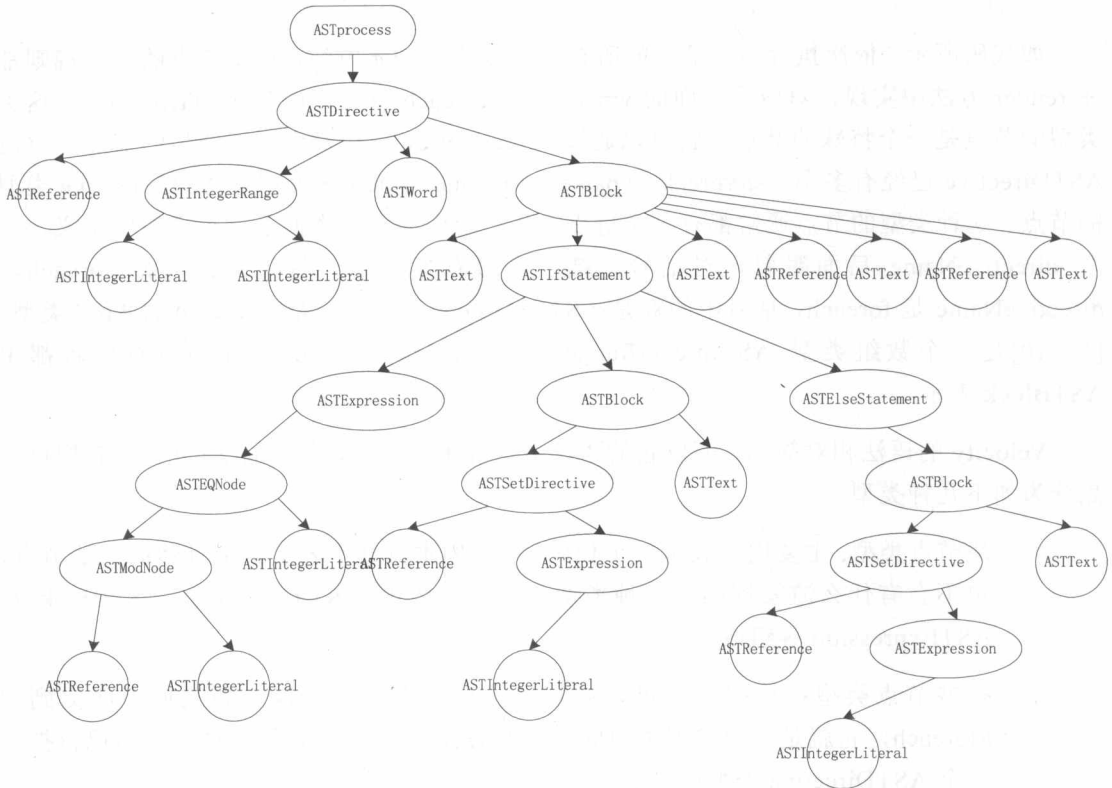 ASTprocess
ASTDirective
ASTReference
ASTIntegerRange
ASTWord
ASTBlock
ASTIntegerLiteral
ASTIntegerLiteral
ASTText
ASTIfStatement
ASTText
ASTReference
ASTText
ASTReference
ASTText
ASTExpression
ASTBlock
ASTElseStatement
ASTEQNode
ASTSetDirective
ASTText
ASTBlock
ASTModNode
ASTIntegerLiteral
ASTReference
ASTExpression
ASTSetDirective
ASTText
ASTReference
ASTIntegerLiteral
ASTIntegerLiteral
ASTReference
ASTExpression
ASTIntegerLiteral